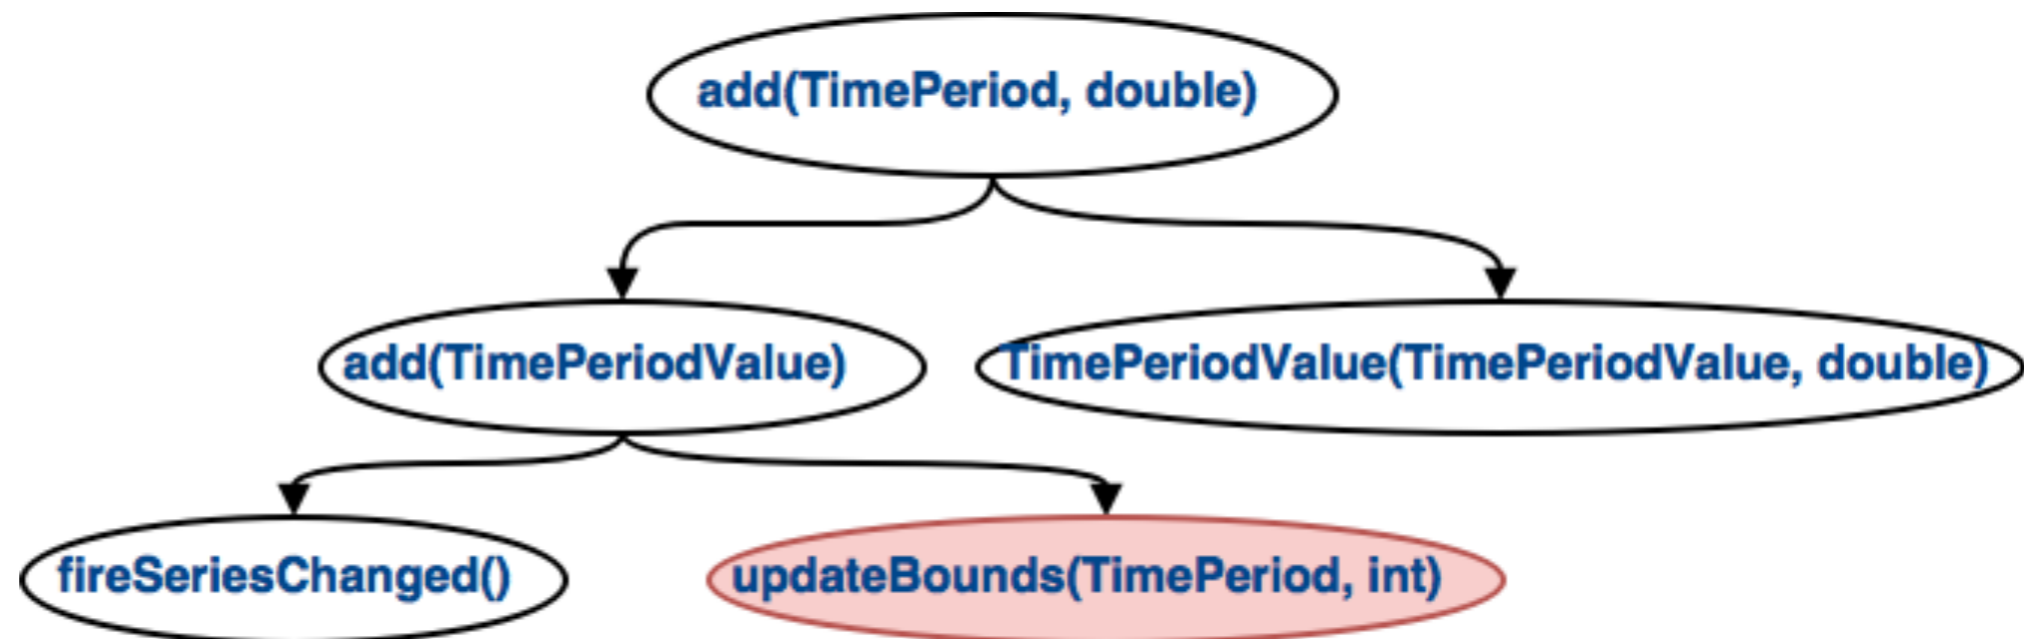 add(TimePeriod, double)
add(TimePeriodValue)
TimePeriodValue(TimePeriodValue, double)
fireSeriesChanged()
updateBounds(TimePeriod, int)